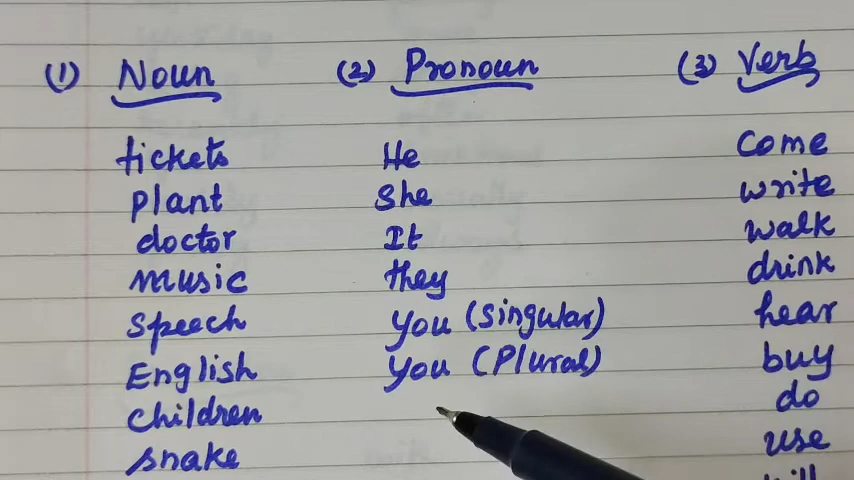 (1) Noun (2) Pronoun (3) Verb
tickets He come
plant She write
doctor It walk
music they drink
speech You (singular) hear
English You (Plural) buy
children do
snake use